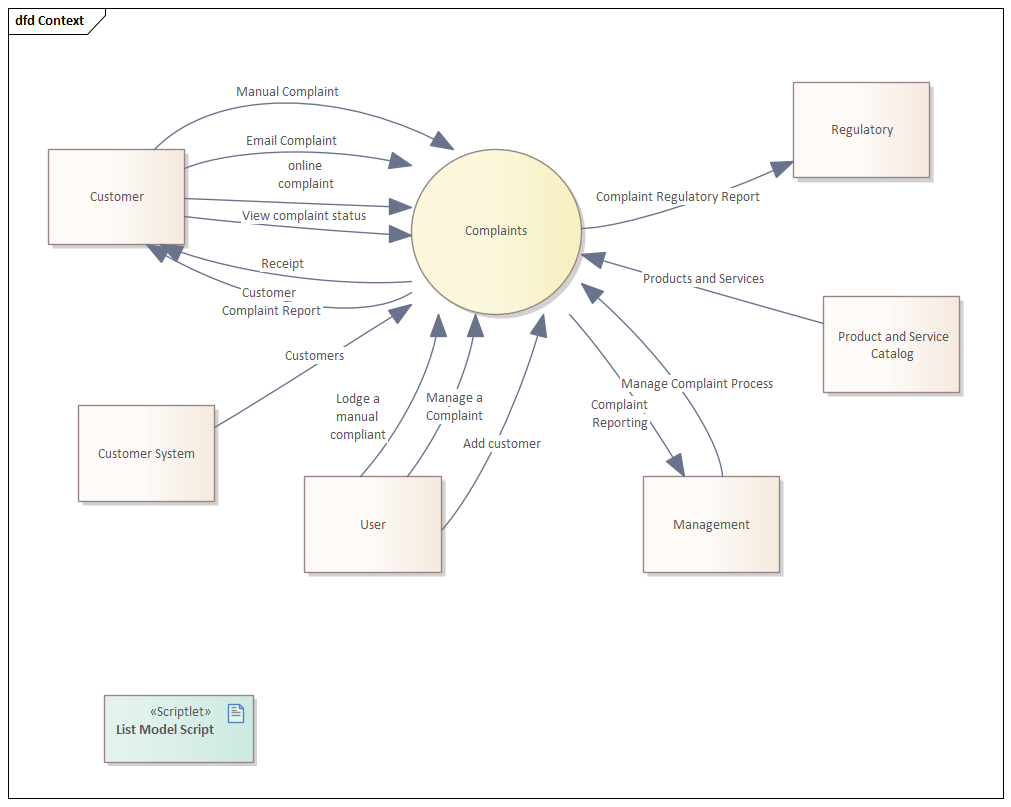 dfd Context
Manual Complaint
Email Complaint
online
complaint
View complaint status
Customer
Complaints
Regulatory
Complaint Regulatory Report
Receipt
Customer
Complaint Report
Products and Services
Product and Service
Catalog
Customers
Customer System
Lodge a
manual
compliant
Manage a
Complaint
Add customer
Manage Complaint Process
Complaint
Reporting
User
Management
«Scriptlet»
List Model Script